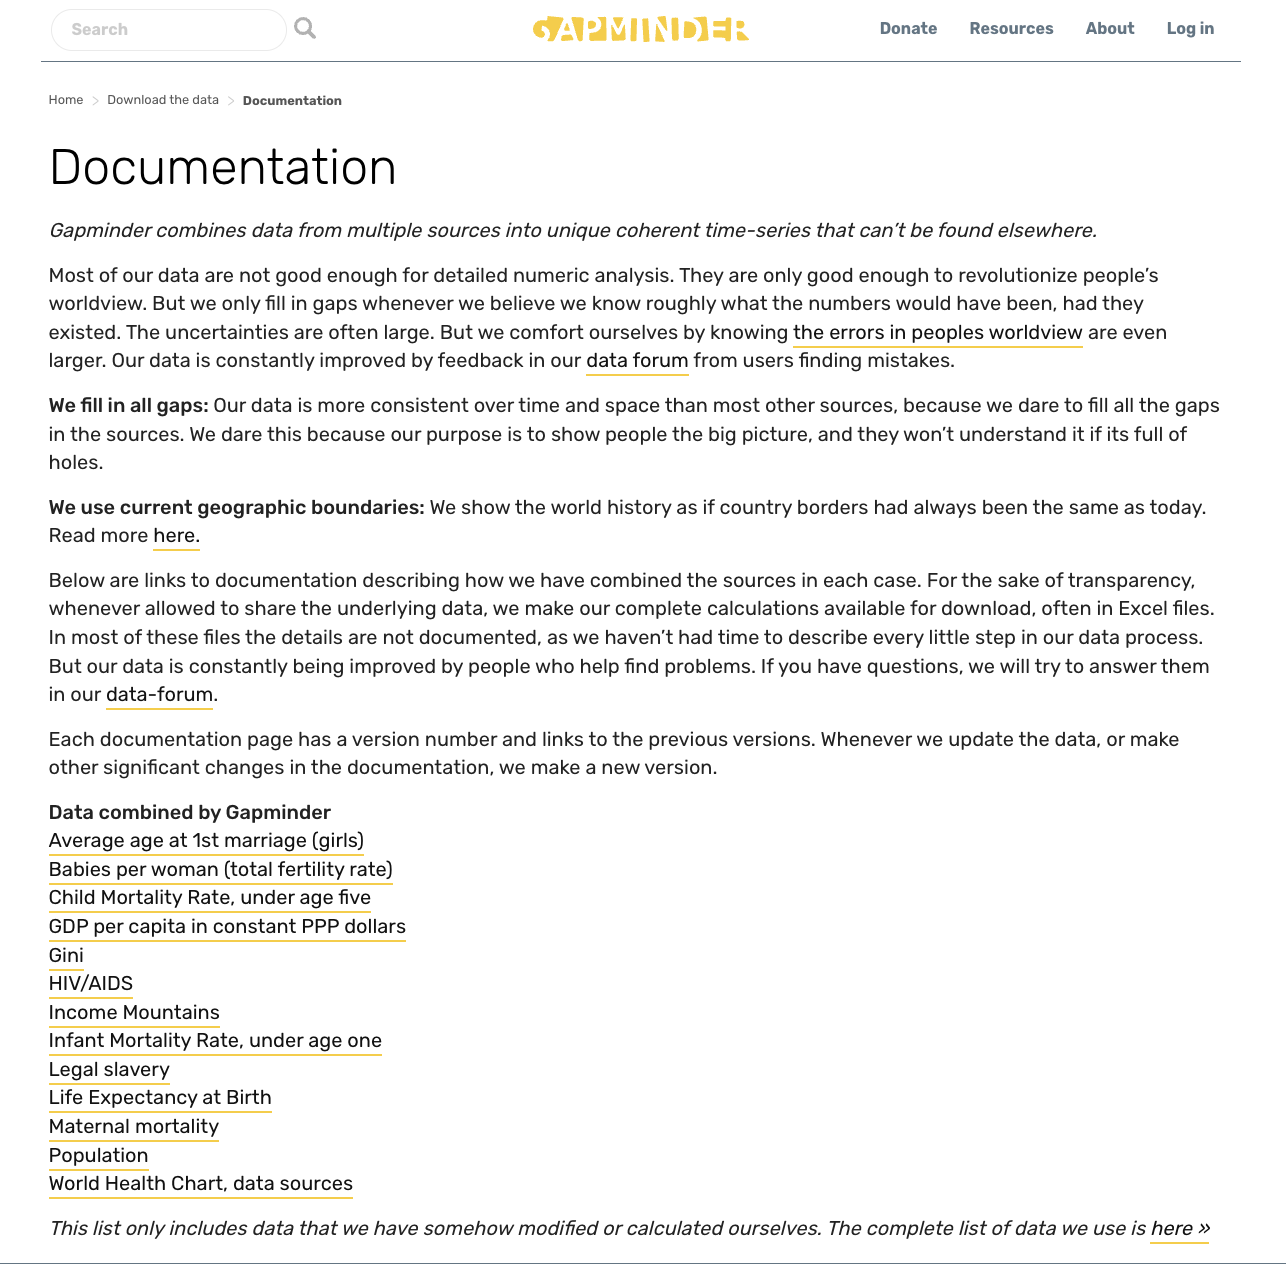 Search
GAPMINDER
Donate Resources About Log in
Home > Download the data > Documentation
Documentation
Gapminder combines data from multiple sources into unique coherent time-series that can’t be found elsewhere.
Most of our data are not good enough for detailed numeric analysis. They are only good enough to revolutionize people’s
worldview. But we only fill in gaps whenever we believe we know roughly what the numbers would have been, had they
existed. The uncertainties are often large. But we comfort ourselves by knowing the errors in peoples worldview are even
larger. Our data is constantly improved by feedback in our data forum from users finding mistakes.
We fill in all gaps: Our data is more consistent over time and space than most other sources, because we dare to fill all the gaps
in the sources. We dare this because our purpose is to show people the big picture, and they won’t understand it if its full of
holes.
We use current geographic boundaries: We show the world history as if country borders had always been the same as today.
Read more here.
Below are links to documentation describing how we have combined the sources in each case. For the sake of transparency,
whenever allowed to share the underlying data, we make our complete calculations available for download, often in Excel files.
In most of these files the details are not documented, as we haven’t had time to describe every little step in our data process.
But our data is constantly being improved by people who help find problems. If you have questions, we will try to answer them
in our data-forum.
Each documentation page has a version number and links to the previous versions. Whenever we update the data, or make
other significant changes in the documentation, we make a new version.
Data combined by Gapminder
Average age at 1st marriage (girls)
Babies per woman (total fertility rate)
Child Mortality Rate, under age five
GDP per capita in constant PPP dollars
Gini
HIV/AIDS
Income Mountains
Infant Mortality Rate, under age one
Legal slavery
Life Expectancy at Birth
Maternal mortality
Population
World Health Chart, data sources
This list only includes data that we have somehow modified or calculated ourselves. The complete list of data we use is here »